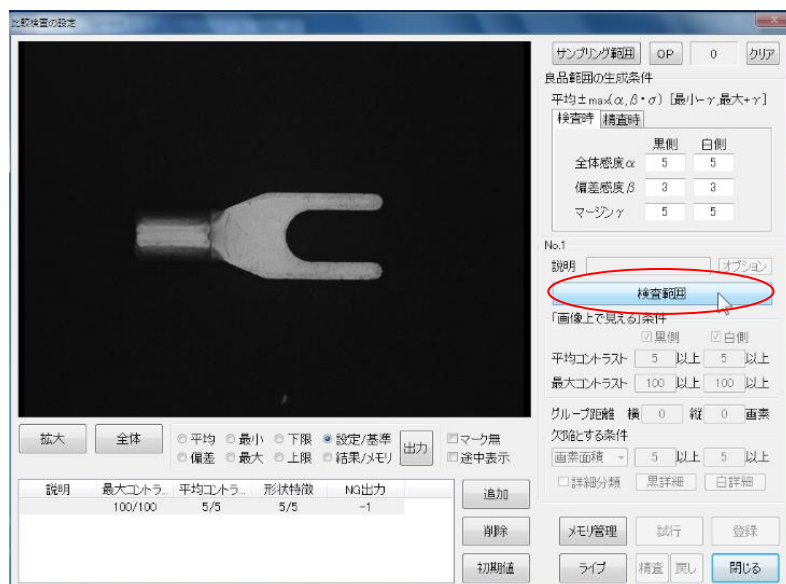 比較検査の設定
サンプリング範囲 OP 0 クリア
良品範囲の生成条件
平均±max(α,β・σ) [最小-γ,最大+γ]
検査時 精査時
黒側 白側
全体感度α 5 5
偏差感度β 3 3
マージンγ 5 5
No.1
説明 オプション
検査範囲
「画像上で見える」条件
黒側 白側
平均コントラスト 5 以上 5 以上
最大コントラスト 100 以上 100 以上
グループ距離 横 0 縦 0 画素
欠陥とする条件
画素面積 5 以上 5 以上
詳細分類 黒詳細 白詳細
メモリ管理 試行 登録
ライブ 精査 戻し 閉じる
拡大 全体
平均 最小 下限 設定/基準
偏差 最大 上限 結果/メモリ
出力
マーク無
途中表示
説明 最大コントラ... 平均コントラ... 形状特徴 NG出力
100/100 5/5 5/5 -1
追加
削除
初期値